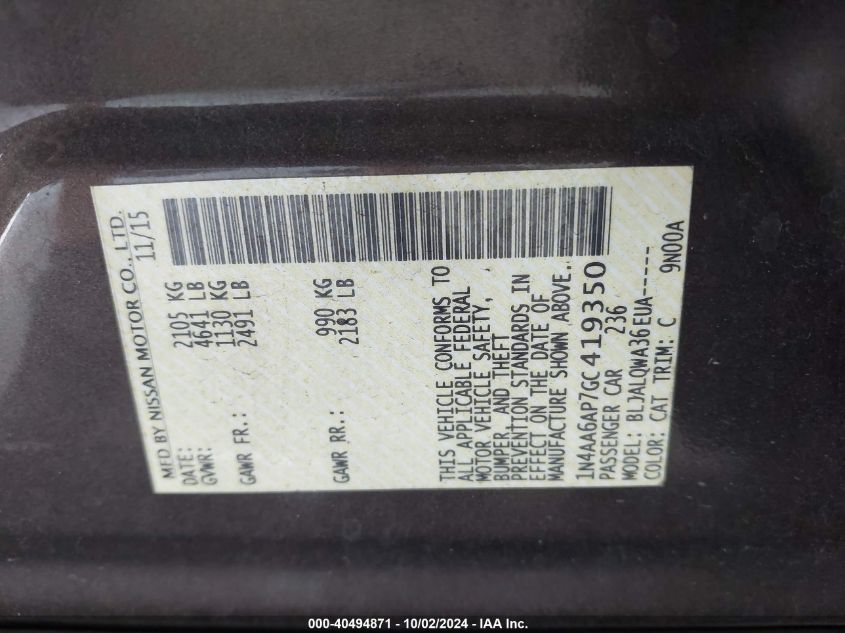 MFD BY NISSAN MOTOR CO., LTD.
DATE: 11/15
GVWR: 2105 KG
4641 LB
GAWR FR.: 1130 KG
2491 LB
GAWR RR.: 990 KG
2183 LB
THIS VEHICLE CONFORMS TO
ALL APPLICABLE FEDERAL
MOTOR VEHICLE SAFETY,
BUMPER, AND THEFT
PREVENTION STANDARDS IN
EFFECT ON THE DATE OF
MANUFACTURE SHOWN ABOVE.
1N4AA6AP7GC419350
PASSENGER CAR 236
MODEL: BLJALQWA36EUA-----
COLOR: CAT TRIM: C 9N00A
000-40494871 - 10/02/2024 - IAA Inc.